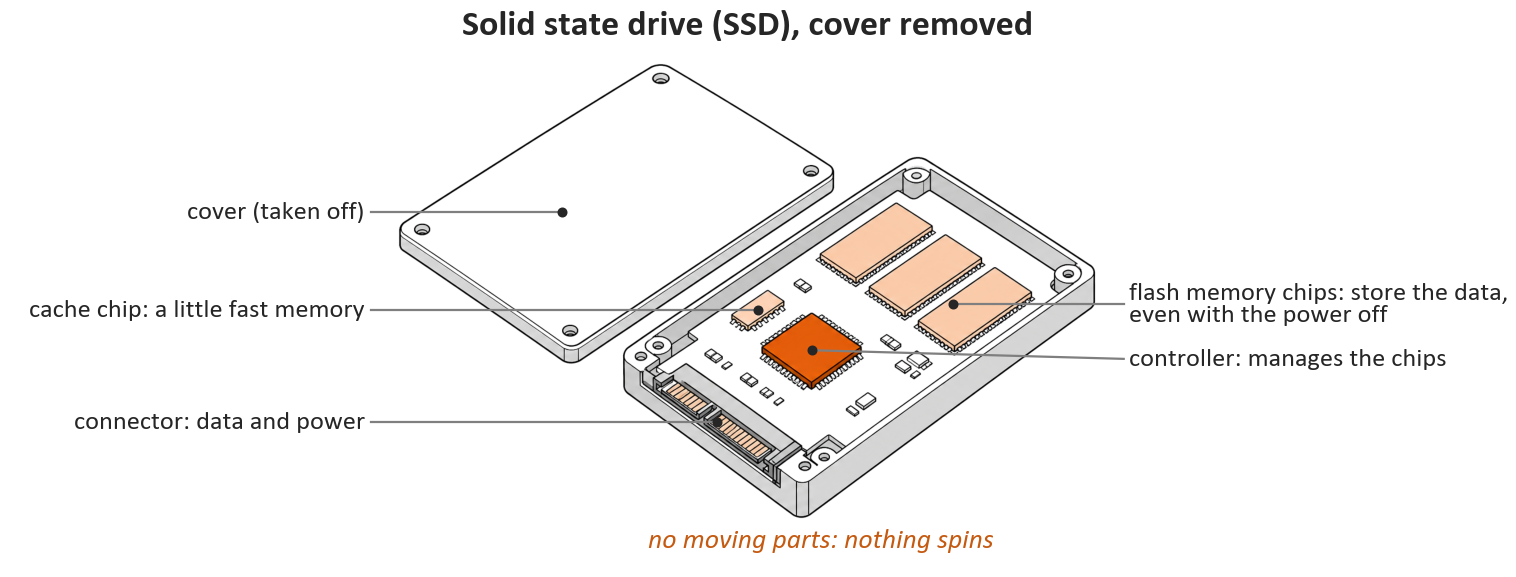 Solid state drive (SSD), cover removed
cover (taken off)
cache chip: a little fast memory
flash memory chips: store the data,
even with the power off
controller: manages the chips
connector: data and power
no moving parts: nothing spins